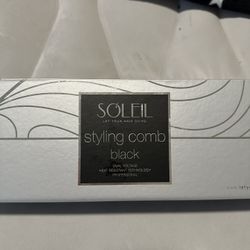 SOLEIL
LET YOUR HAIR SHINE
styling comb
black
DUAL VOLTAGE
HEAT RESISTANT TECHNOLOGY
PROFESSIONAL